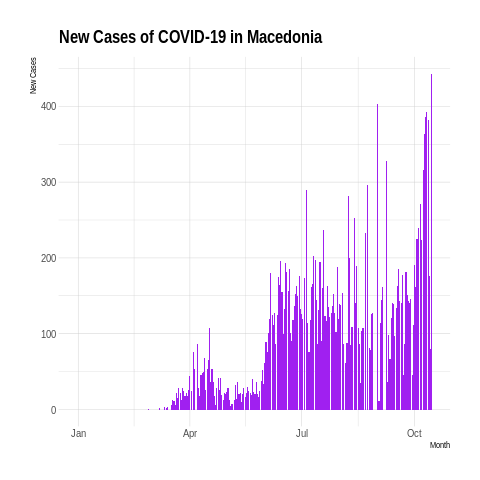 New Cases of COVID-19 in Macedonia
New Cases
400
300
200
100
0
Jan Apr Jul Oct
Month